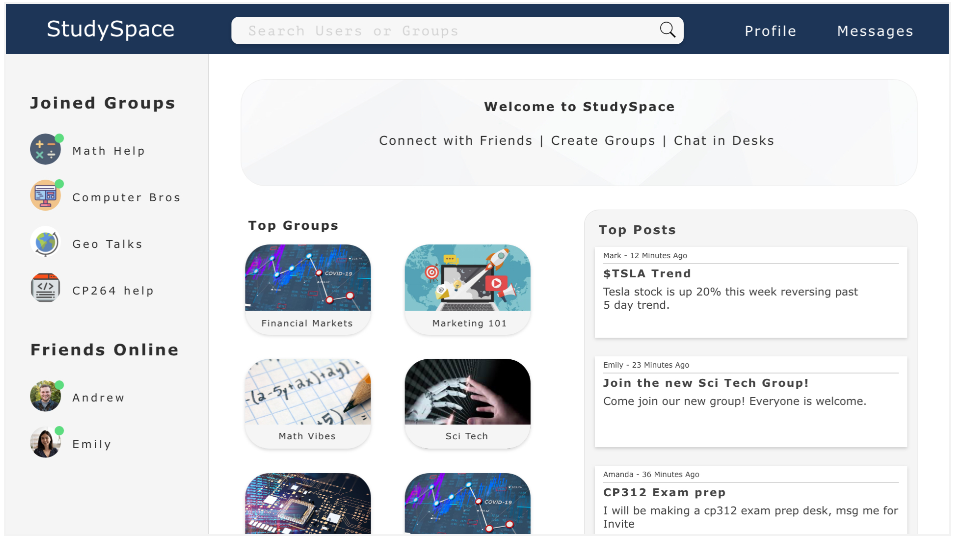 StudySpace
Search Users or Groups
Profile
Messages
Joined Groups
Math Help
Computer Bros
Geo Talks
CP264 help
Friends Online
Andrew
Emily
Welcome to StudySpace
Connect with Friends | Create Groups | Chat in Desks
Top Groups
COVID-19
Financial Markets
Marketing 101
(-2-5y+2x)+2y)
Math Vibes
Sci Tech
COVID-19
Top Posts
Mark - 12 Minutes Ago
$TSLA Trend
Tesla stock is up 20% this week reversing past
5 day trend.
Emily - 23 Minutes Ago
Join the new Sci Tech Group!
Come join our new group! Everyone is welcome.
Amanda - 36 Minutes Ago
CP312 Exam prep
I will be making a cp312 exam prep desk, msg me for
Invite